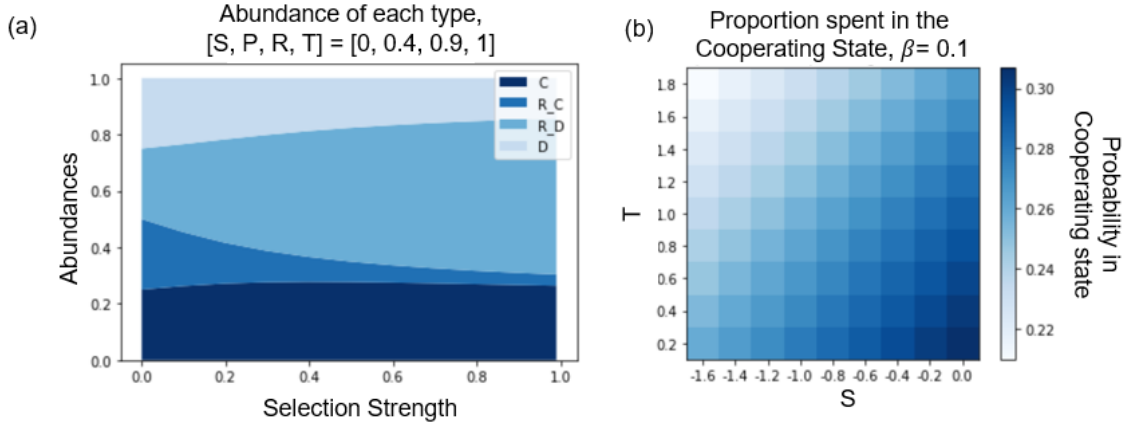 (a)
Abundance of each type,
[S, P, R, T] = [0, 0.4, 0.9, 1]
Abundances
1.0
0.8
0.6
0.4
0.2
0.0
C
R_C
R_D
D
0.0 0.2 0.4 0.6 0.8 1.0
Selection Strength
(b)
Proportion spent in the
Cooperating State, β= 0.1
T
1.8
1.6
1.4
1.2
1.0
0.8
0.6
0.4
0.2
-1.6 -1.4 -1.2 -1.0 -0.8 -0.6 -0.4 -0.2 0.0
S
0.30
0.28
0.26
0.24
0.22
Probability in
Cooperating state